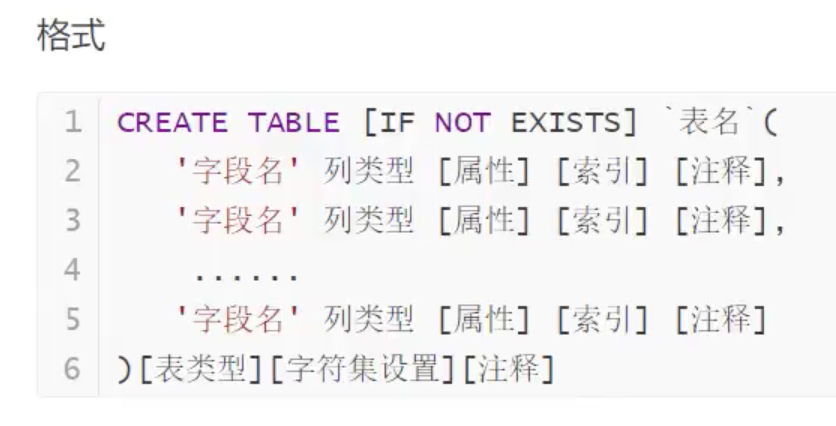 格式
1 CREATE TABLE [IF NOT EXISTS] `表名`(
2 '字段名' 列类型 [属性] [索引] [注释],
3 '字段名' 列类型 [属性] [索引] [注释],
4 ......
5 '字段名' 列类型 [属性] [索引] [注释]
6 )[表类型][字符集设置][注释]